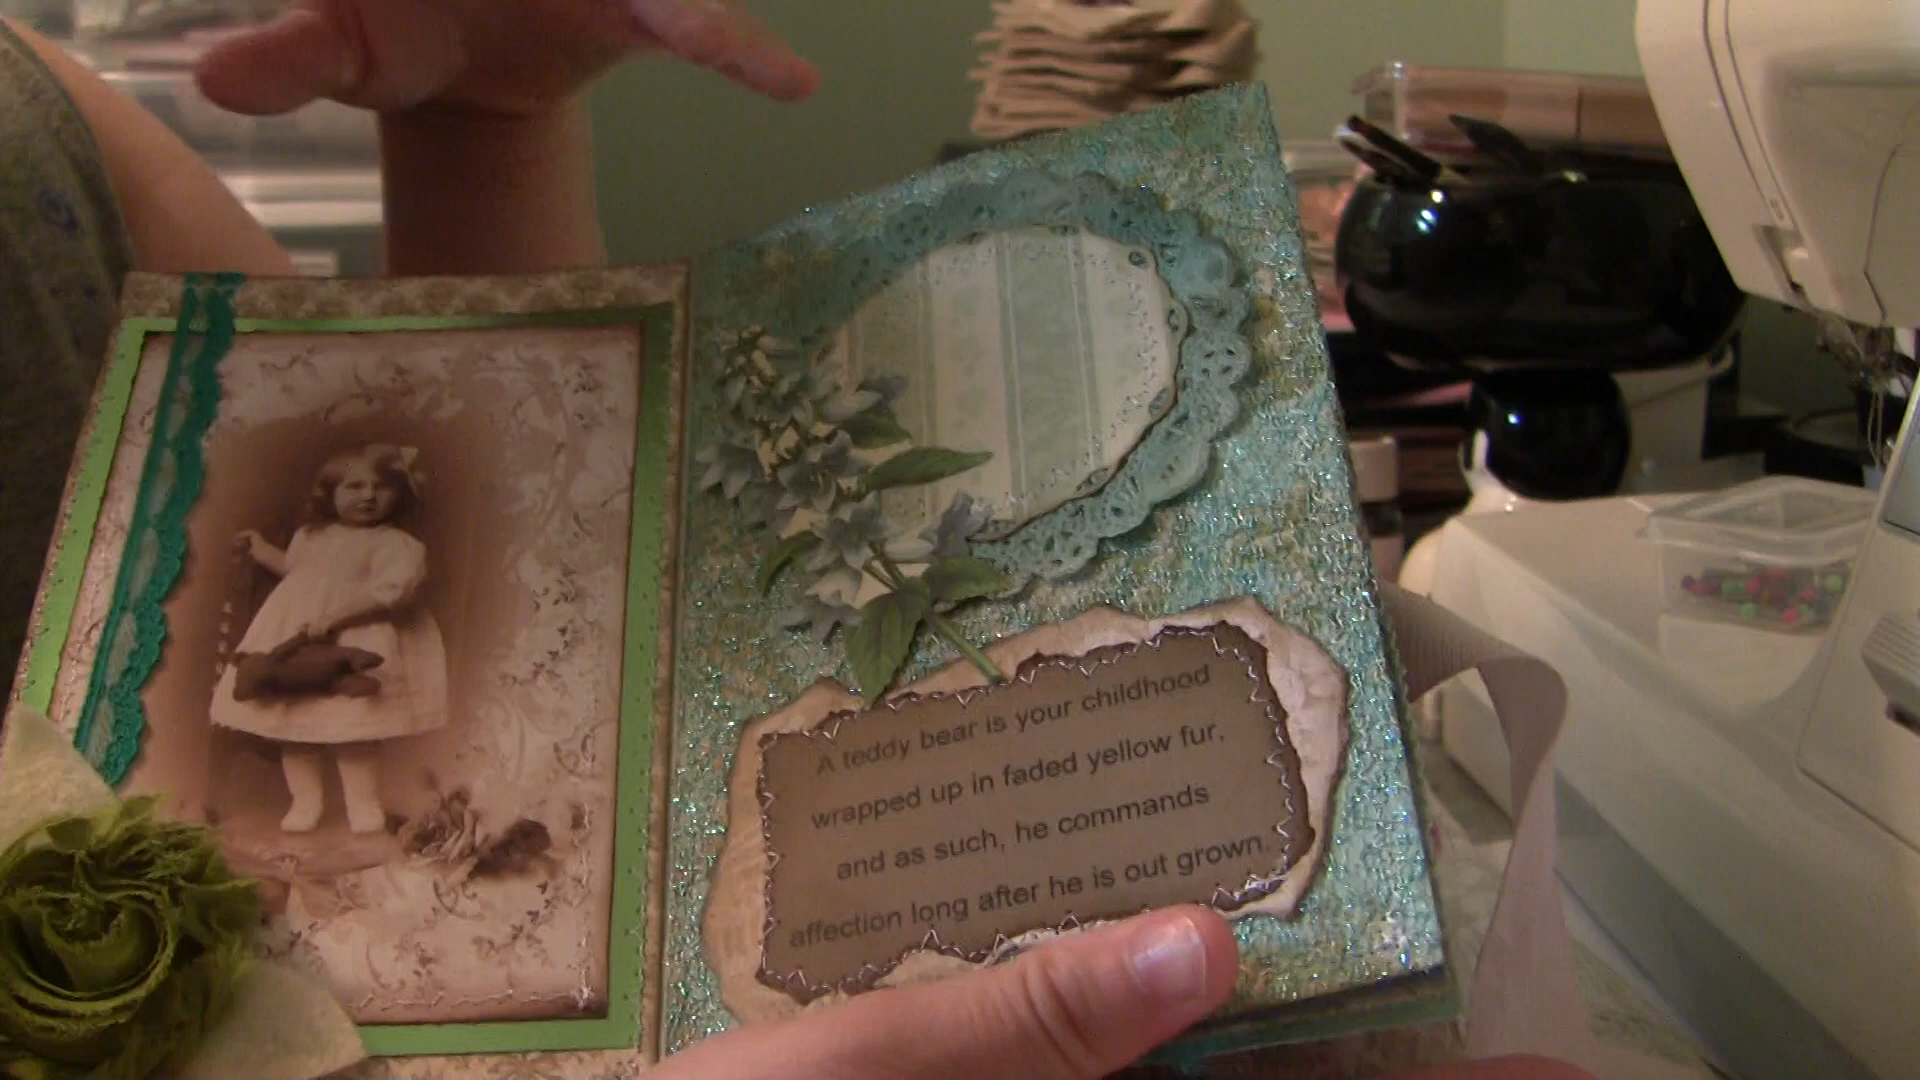 A teddy bear is your childhood
wrapped up in faded yellow fur,
and as such, he commands
affection long after he is out grown.